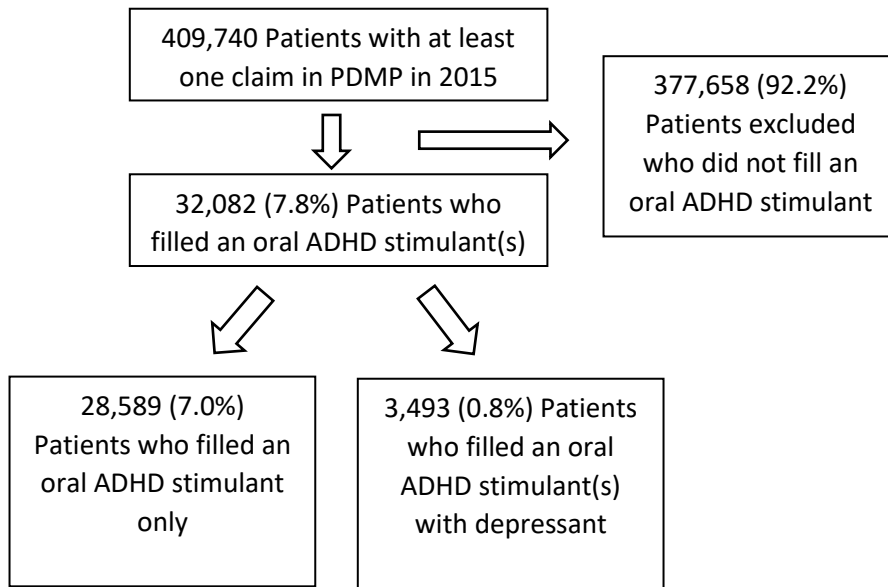 409,740 Patients with at least
one claim in PDMP in 2015
377,658 (92.2%)
Patients excluded
who did not fill an
oral ADHD stimulant
32,082 (7.8%) Patients who
filled an oral ADHD stimulant(s)
28,589 (7.0%)
Patients who filled an
oral ADHD stimulant
only
3,493 (0.8%) Patients
who filled an oral
ADHD stimulant(s)
with depressant